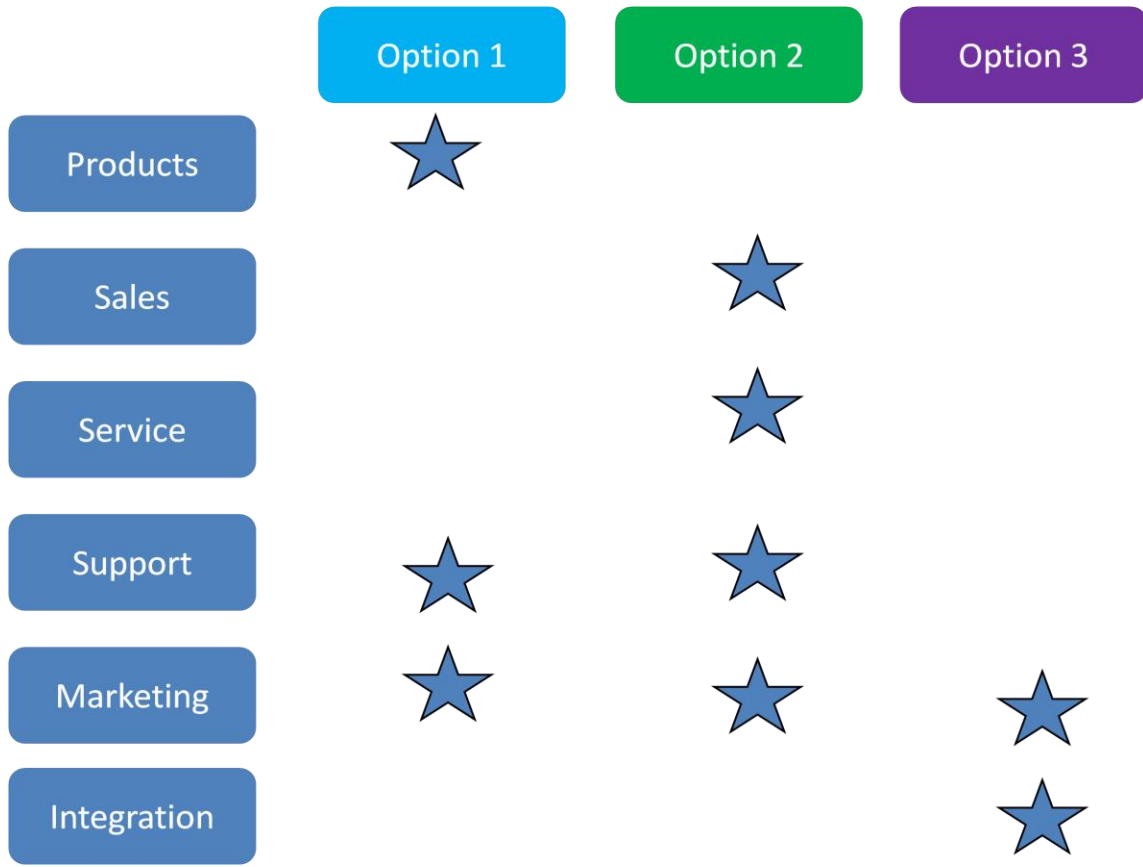 Option 1
Option 2
Option 3
Products
Sales
Service
Support
Marketing
Integration